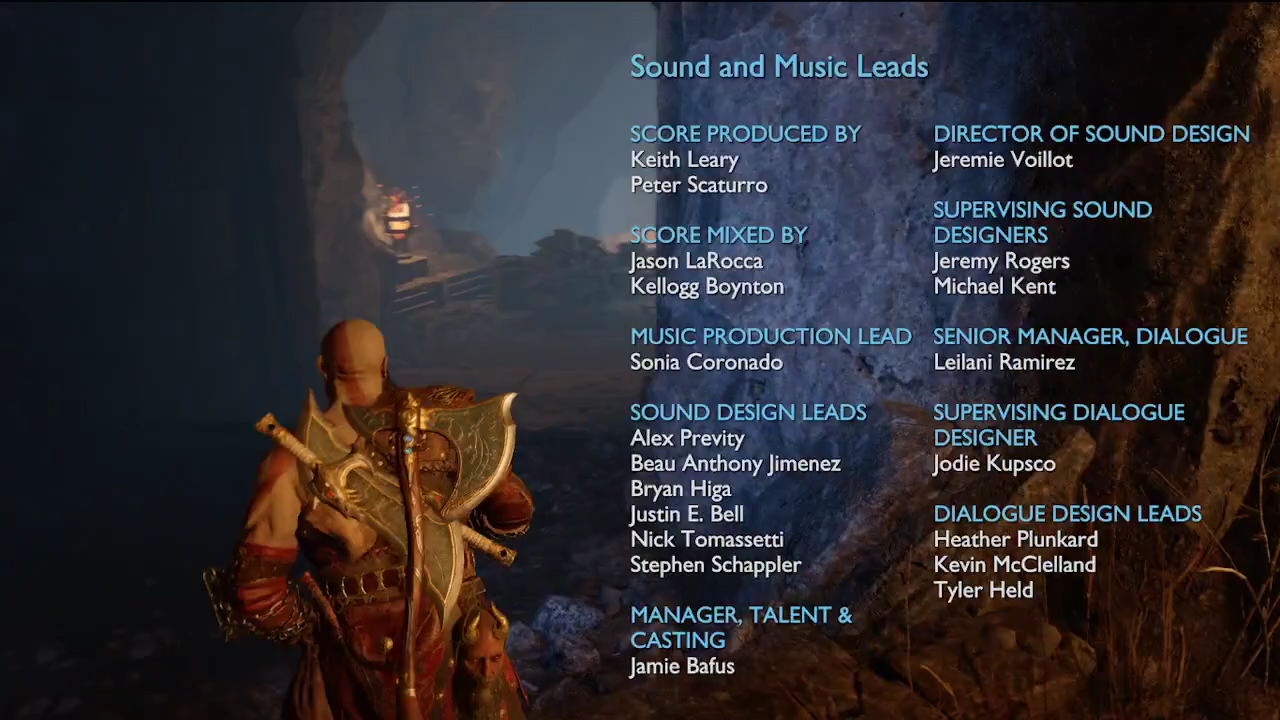 Sound and Music Leads
SCORE PRODUCED BY
Keith Leary
Peter Scaturro
SCORE MIXED BY
Jason LaRocca
Kellogg Boynton
MUSIC PRODUCTION LEAD
Sonia Coronado
SOUND DESIGN LEADS
Alex Previty
Beau Anthony Jimenez
Bryan Higa
Justin E. Bell
Nick Tomassetti
Stephen Schappler
MANAGER, TALENT &
CASTING
Jamie Bafus
DIRECTOR OF SOUND DESIGN
Jeremie Voillot
SUPERVISING SOUND
DESIGNERS
Jeremy Rogers
Michael Kent
SENIOR MANAGER, DIALOGUE
Leilani Ramirez
SUPERVISING DIALOGUE
DESIGNER
Jodie Kupsco
DIALOGUE DESIGN LEADS
Heather Plunkard
Kevin McClelland
Tyler Held